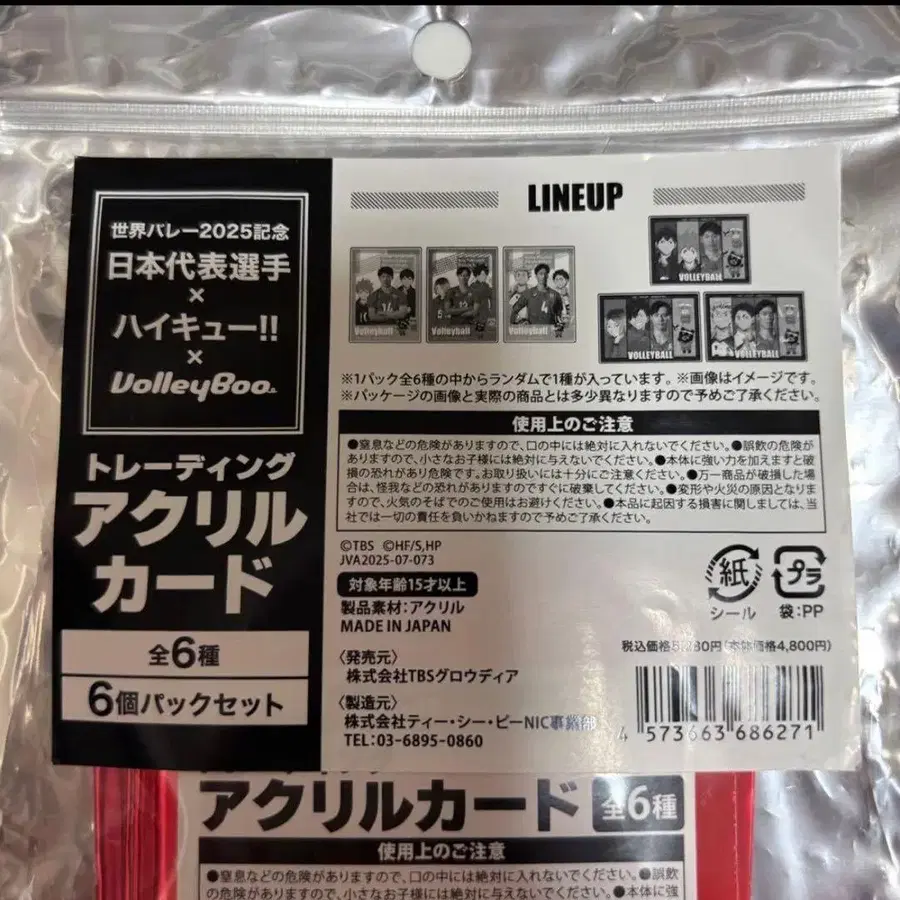 世界バレー2025記念
日本代表選手
×
ハイキュー!!
×
VolleyBoo
トレーディング
アクリル
カード
全6種
6個パックセット
LINEUP
Volleyball
Volleyball
Volleyball
VOLLEYBALL
VOLLEYBALL
VOLLEYBALL
※1パック全6種の中からランダムで1種が入っています。※画像はイメージです。
※パッケージの画像と実際の商品とは多少異なりますので予めご了承ください。
使用上のご注意
●窒息などの危険がありますので、口の中には絶対に入れないでください。●誤飲の危険が
ありますので、小さなお子様には絶対に与えないでください。●本体に強い力を加えますと破
損の恐れがあり危険です。お取り扱いには十分にご注意ください。●万一商品が破損した場
合は、怪我などの恐れがありますのですぐに破棄してください。●変形や火災の原因となりま
すので、火気のそばでのご使用はお避けください。●本品に起因する損害に関しましては、当
社では一切の責任を負いかねますので予めご了承ください。
©TBS ©HF/S,HP
JVA2025-07-073
対象年齢15才以上
製品素材:アクリル
MADE IN JAPAN
〈発売元〉
株式会社TBSグロウディア
〈製造元〉
株式会社ティー・シー・ピーNIC事業部
TEL:03-6895-0860
紙
シール
プラ
袋:PP
税込価格5,280円(本体価格4,800円)
4 573663 686271
アクリルカード
全6種
使用上のご注意
●窒息などの危険がありますので、口の中には絶対に入れないでください。●誤飲
の危険がありますので、小さなお子様には絶対に与えないでください。●本体に強